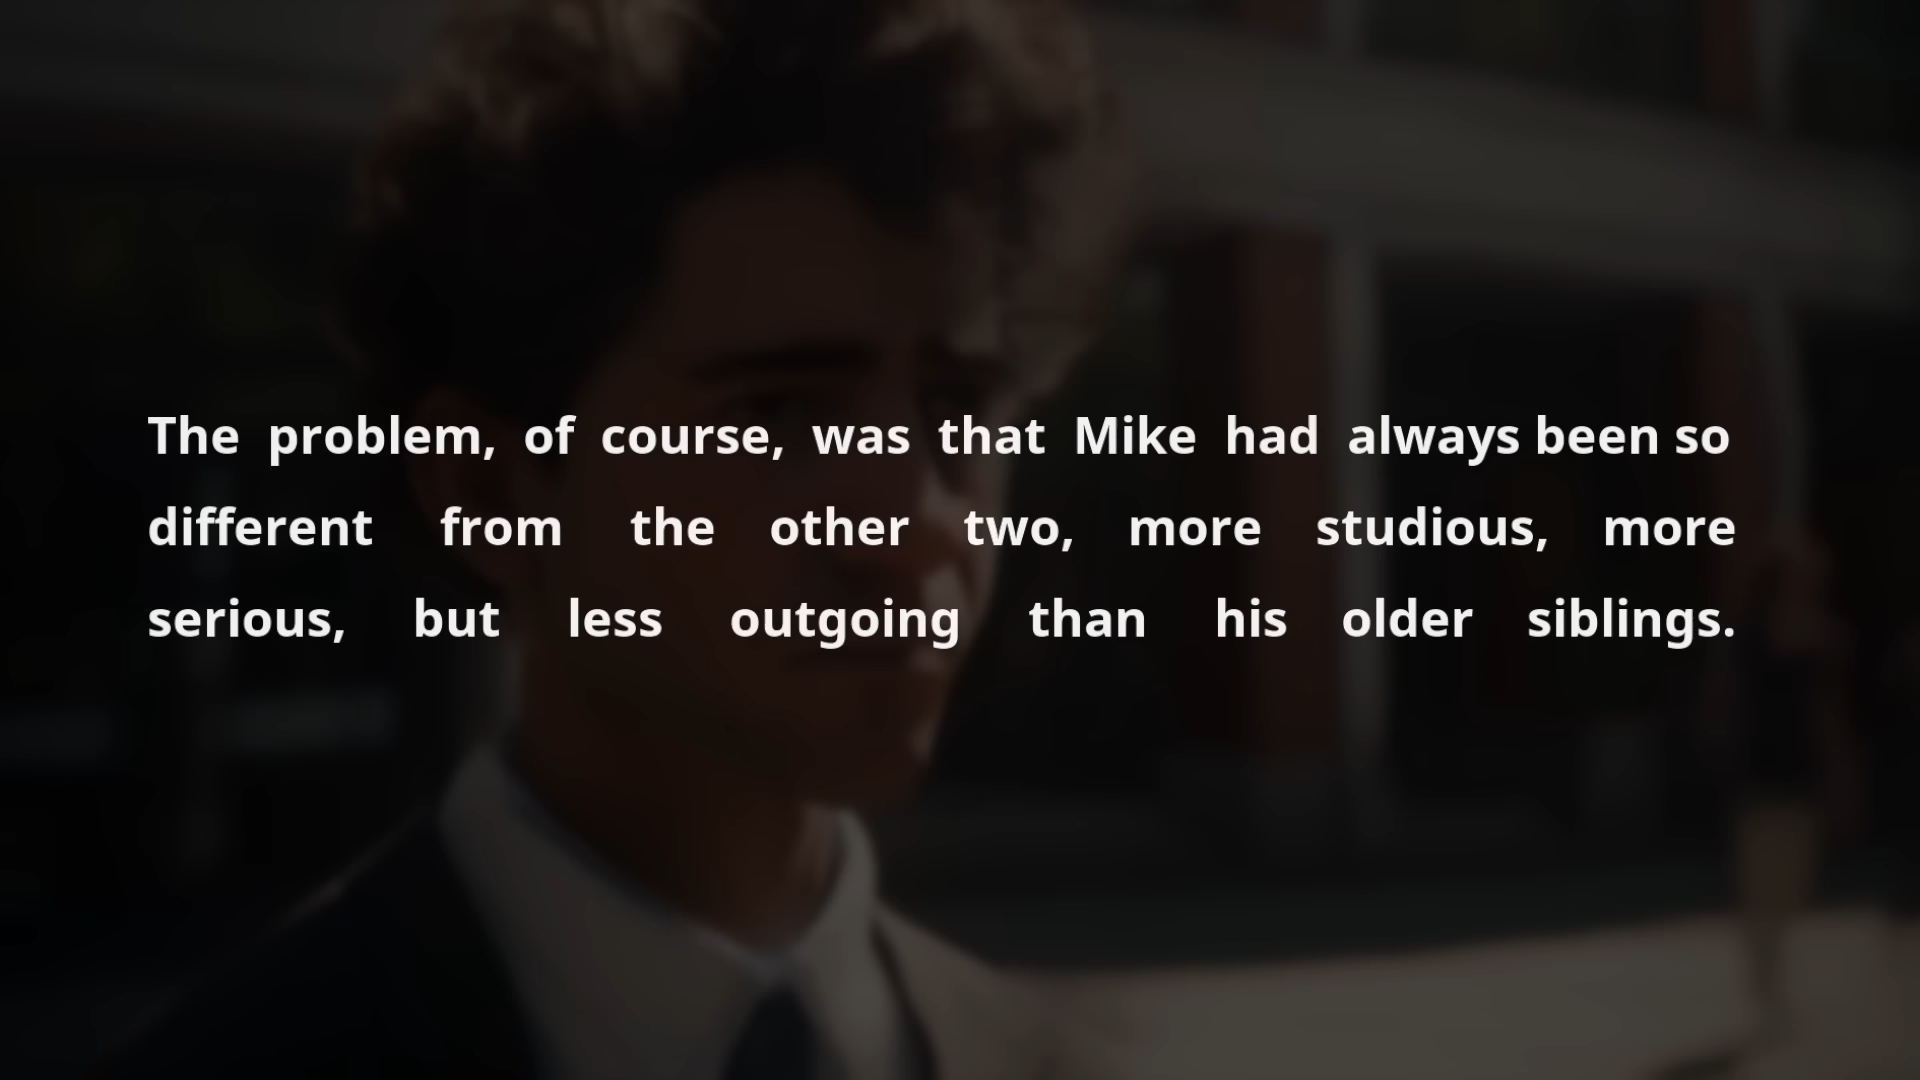 The problem, of course, was that Mike had always been so
different from the other two, more studious, more
serious, but less outgoing than his older siblings.